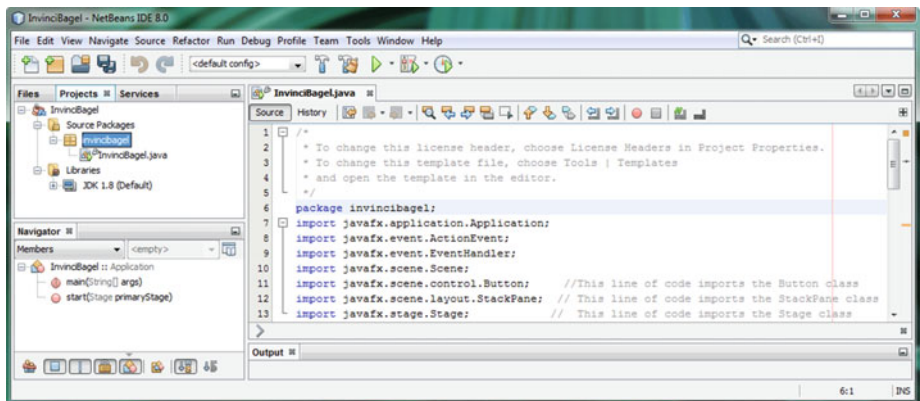 InvinciBagel - NetBeans IDE 8.0
File Edit View Navigate Source Refactor Run Debug Profile Team Tools Window Help
Search (Ctrl+I)
<default config>
Files Projects Services
InvinciBagel
Source Packages
invincibagel
InvinciBagel.java
Libraries
JDK 1.8 (Default)
Navigator
Members <empty>
InvinciBagel :: Application
main(String[] args)
start(Stage primaryStage)
InvinciBagel.java
Source History
1 /*
2 * To change this license header, choose License Headers in Project Properties.
3 * To change this template file, choose Tools | Templates
4 * and open the template in the editor.
5 */
6 package invincibagel;
7 import javafx.application.Application;
8 import javafx.event.ActionEvent;
9 import javafx.event.EventHandler;
10 import javafx.scene.Scene;
11 import javafx.scene.control.Button; //This line of code imports the Button class
12 import javafx.scene.layout.StackPane; // This line of code imports the StackPane class
13 import javafx.stage.Stage; // This line of code imports the Stage class
Output
6:1 INS